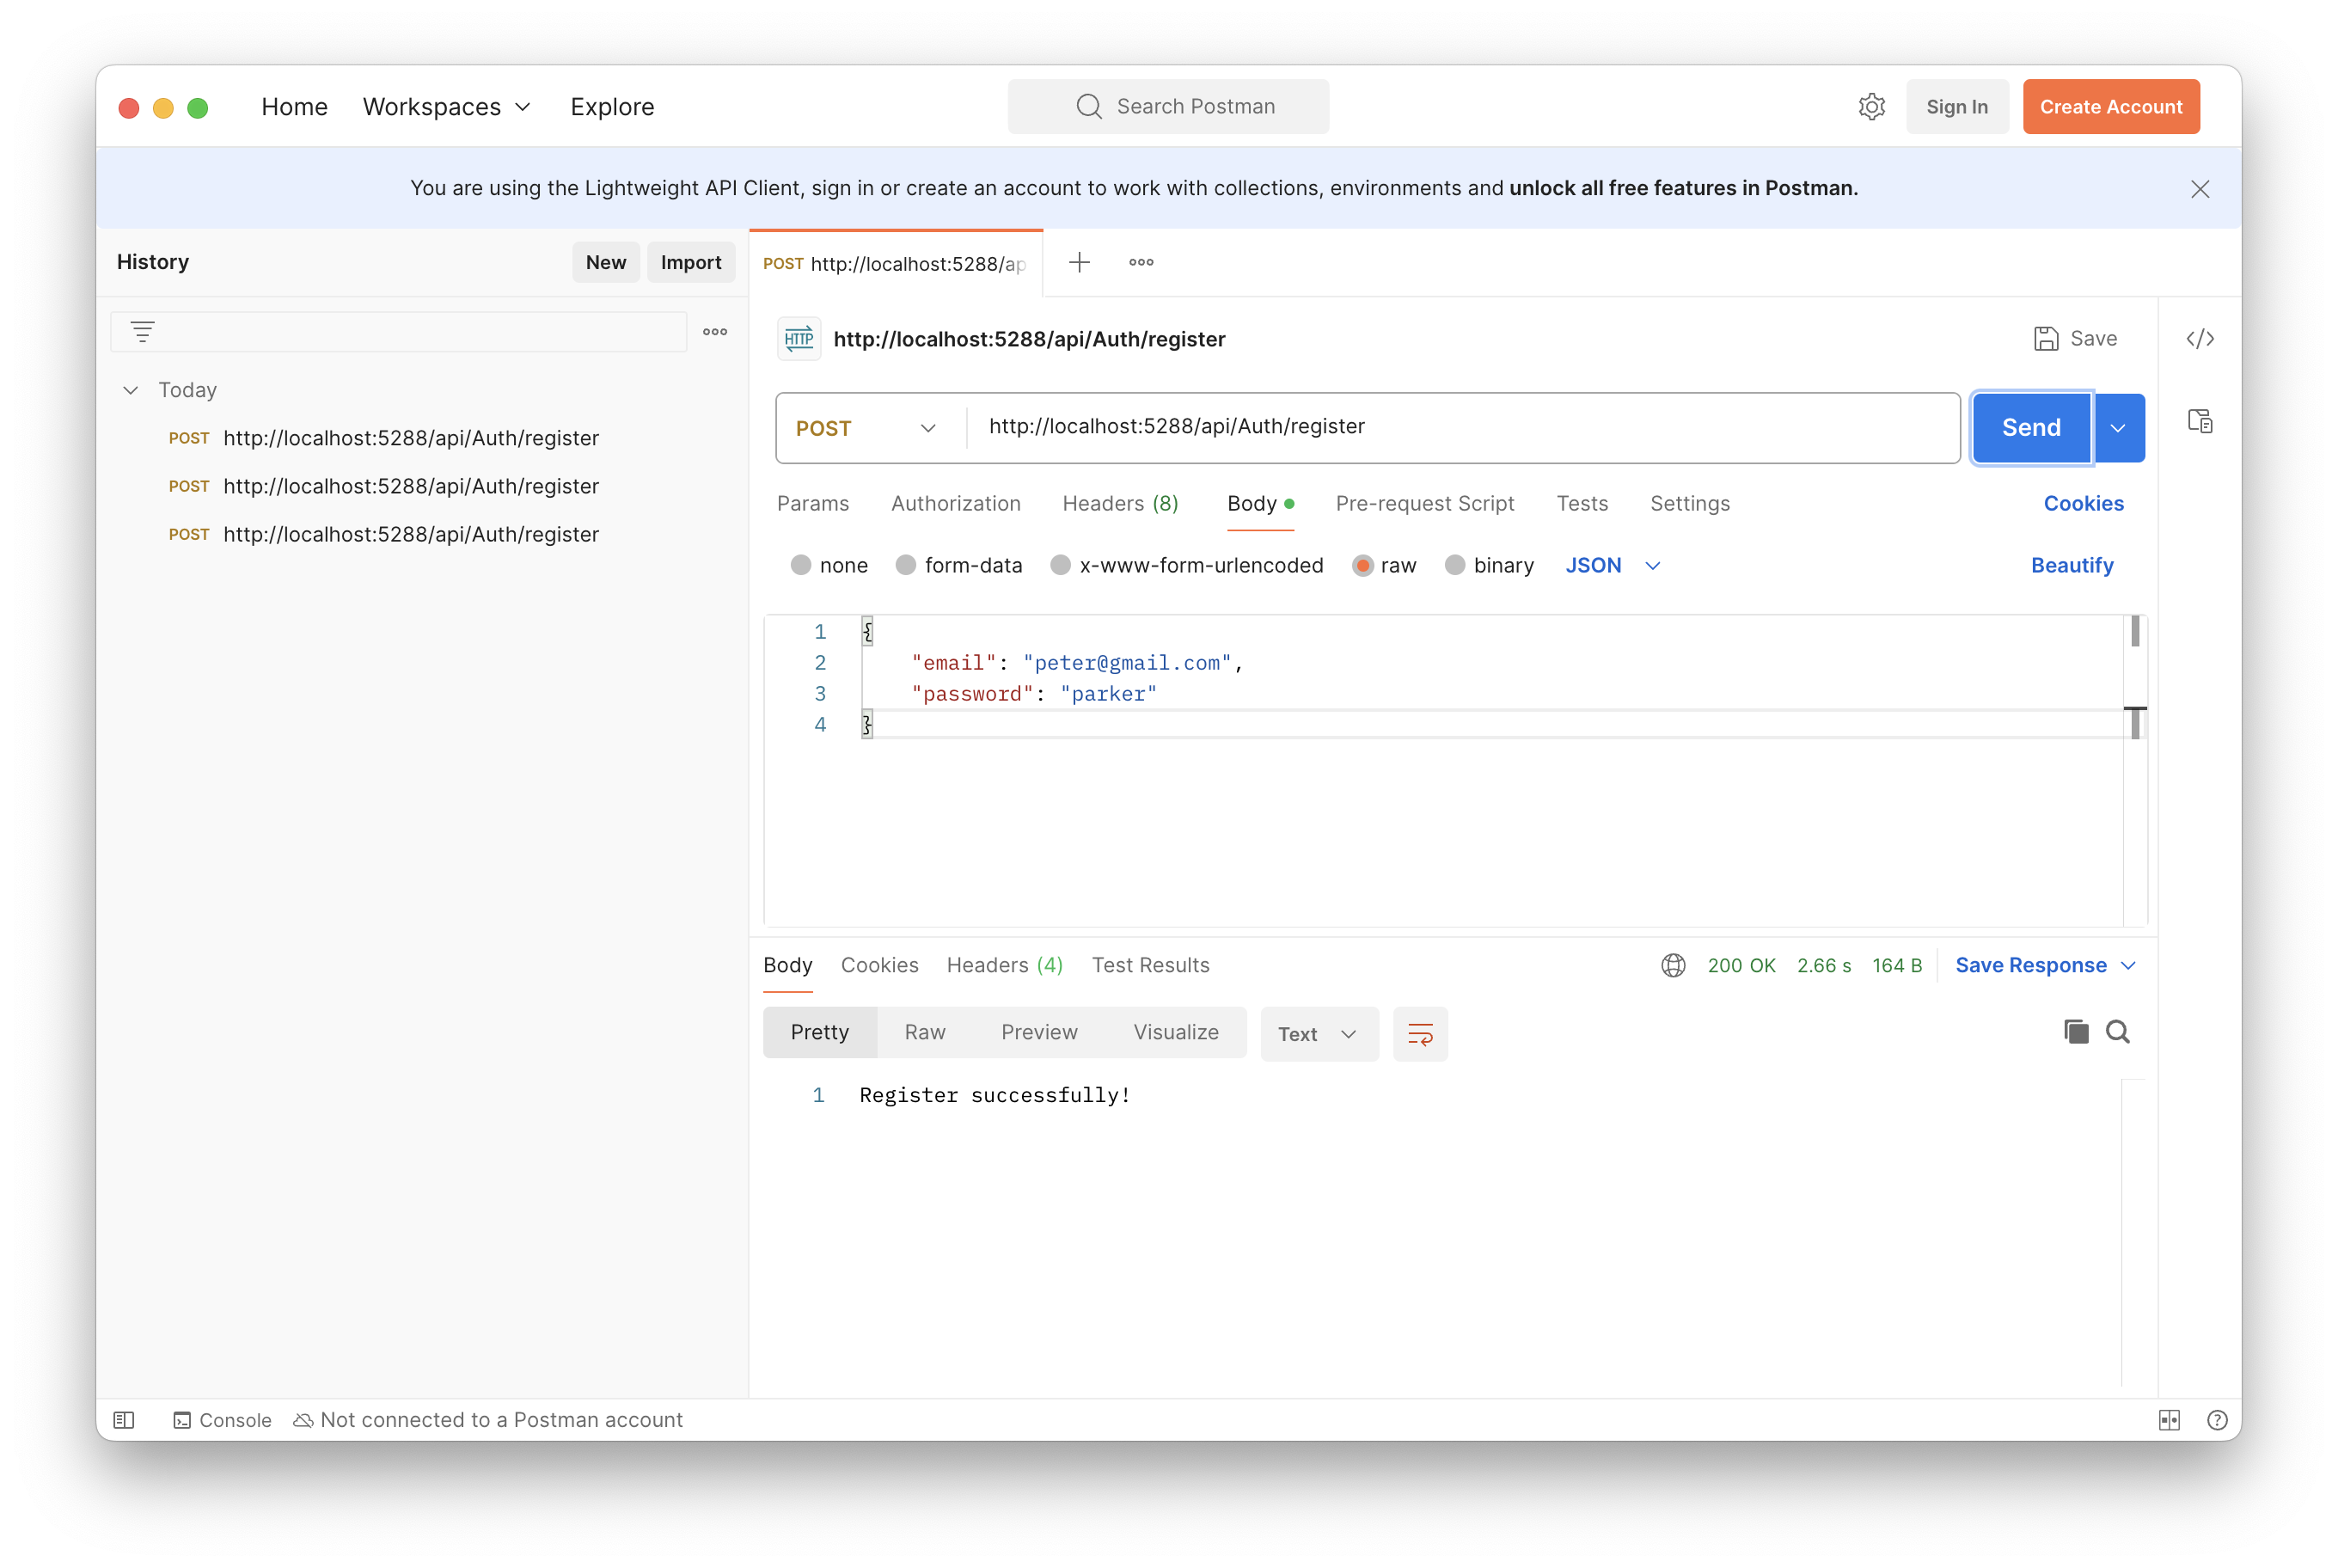 Home Workspaces Explore Search Postman Sign In Create Account
You are using the Lightweight API Client, sign in or create an account to work with collections, environments and unlock all free features in Postman.
History New Import
Today
POST http://localhost:5288/api/Auth/register
POST http://localhost:5288/api/Auth/register
POST http://localhost:5288/api/Auth/register
POST http://localhost:5288/ap
HTTP http://localhost:5288/api/Auth/register Save
POST http://localhost:5288/api/Auth/register Send
Params Authorization Headers (8) Body Pre-request Script Tests Settings Cookies
none form-data x-www-form-urlencoded raw binary JSON Beautify
1 {
2 "email": "peter@gmail.com",
3 "password": "parker"
4 }
Body Cookies Headers (4) Test Results 200 OK 2.66 s 164 B Save Response
Pretty Raw Preview Visualize Text
1 Register successfully!
Console Not connected to a Postman account